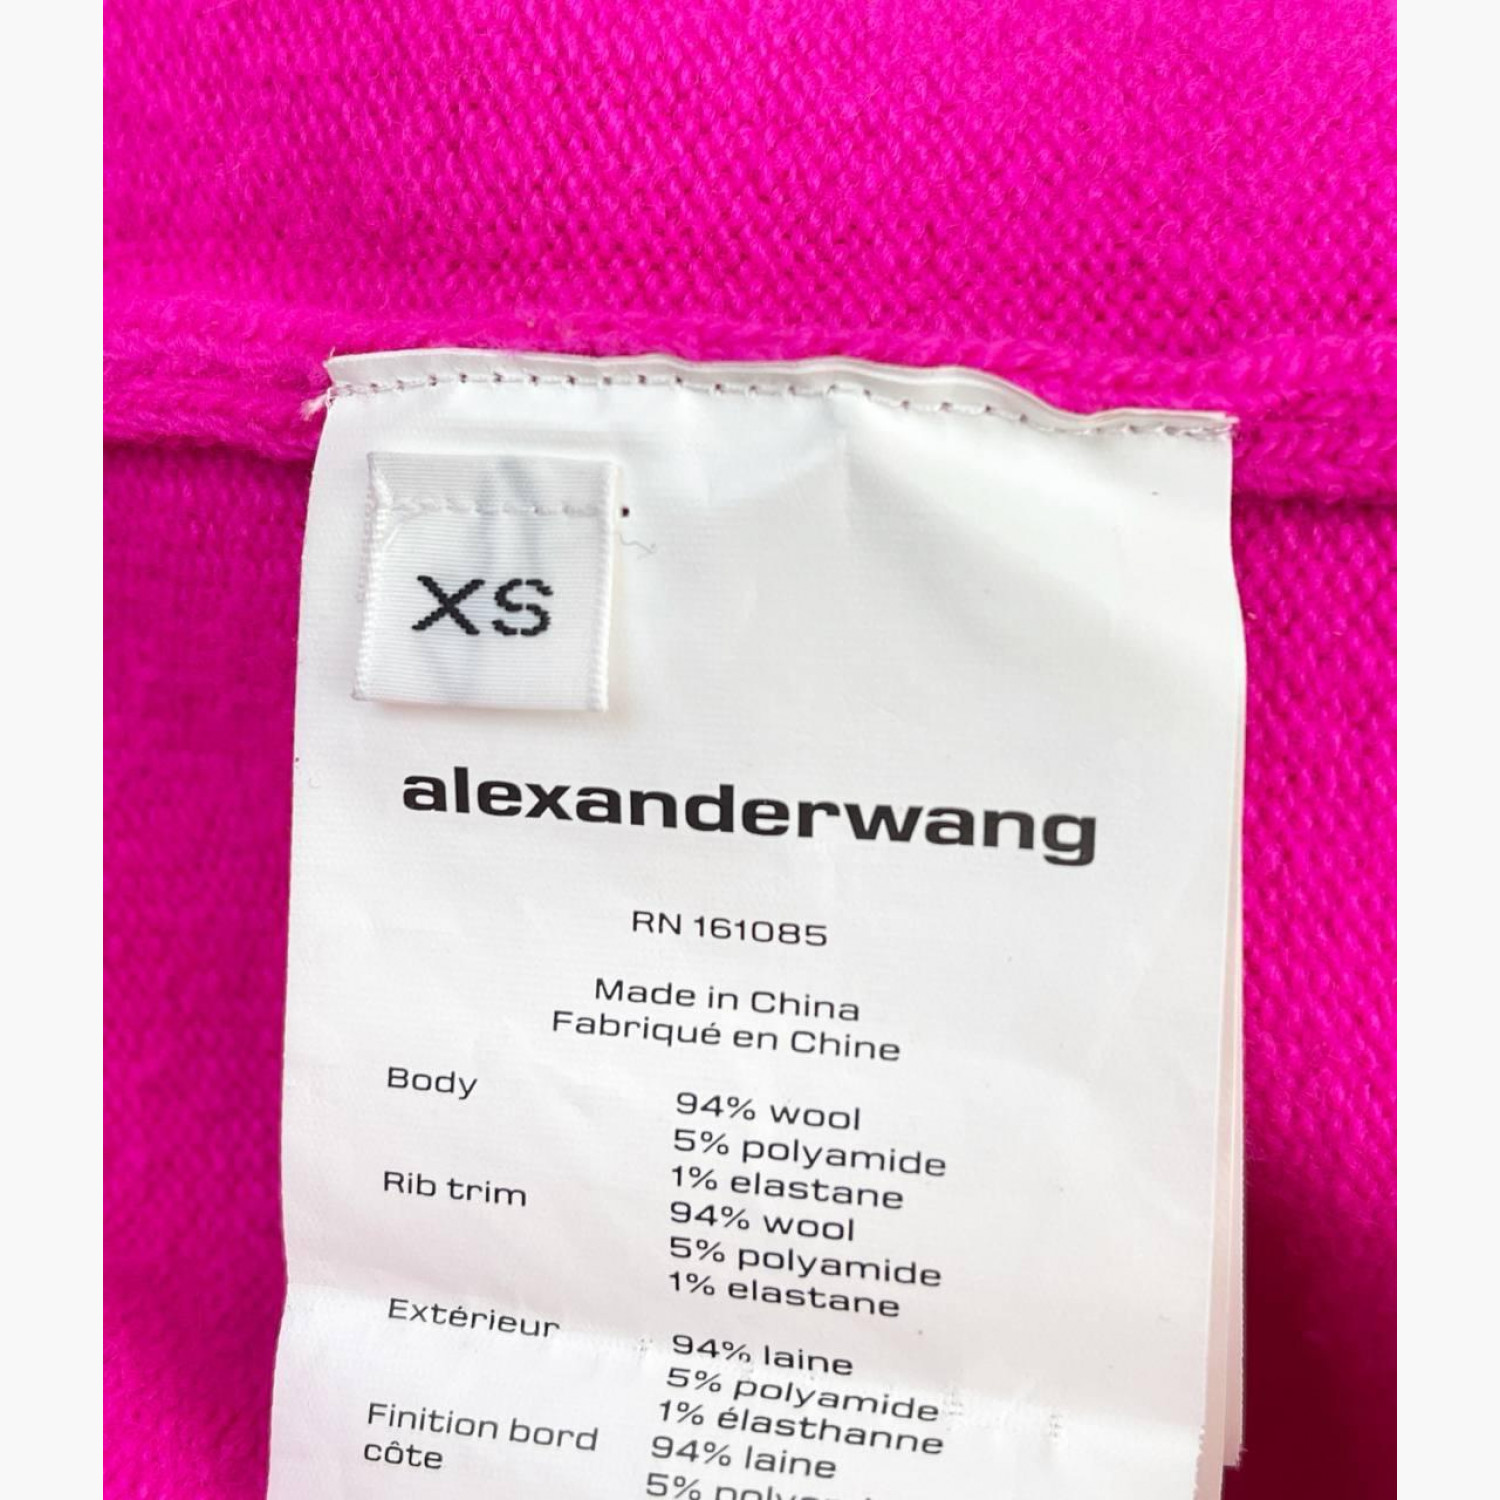 XS
alexanderwang
RN 161085
Made in China
Fabriqué en Chine
Body
94% wool
5% polyamide
1% elastane
Rib trim
94% wool
5% polyamide
1% elastane
Extérieur
94% laine
5% polyamide
1% élasthanne
Finition bord
côte
94% laine
5%